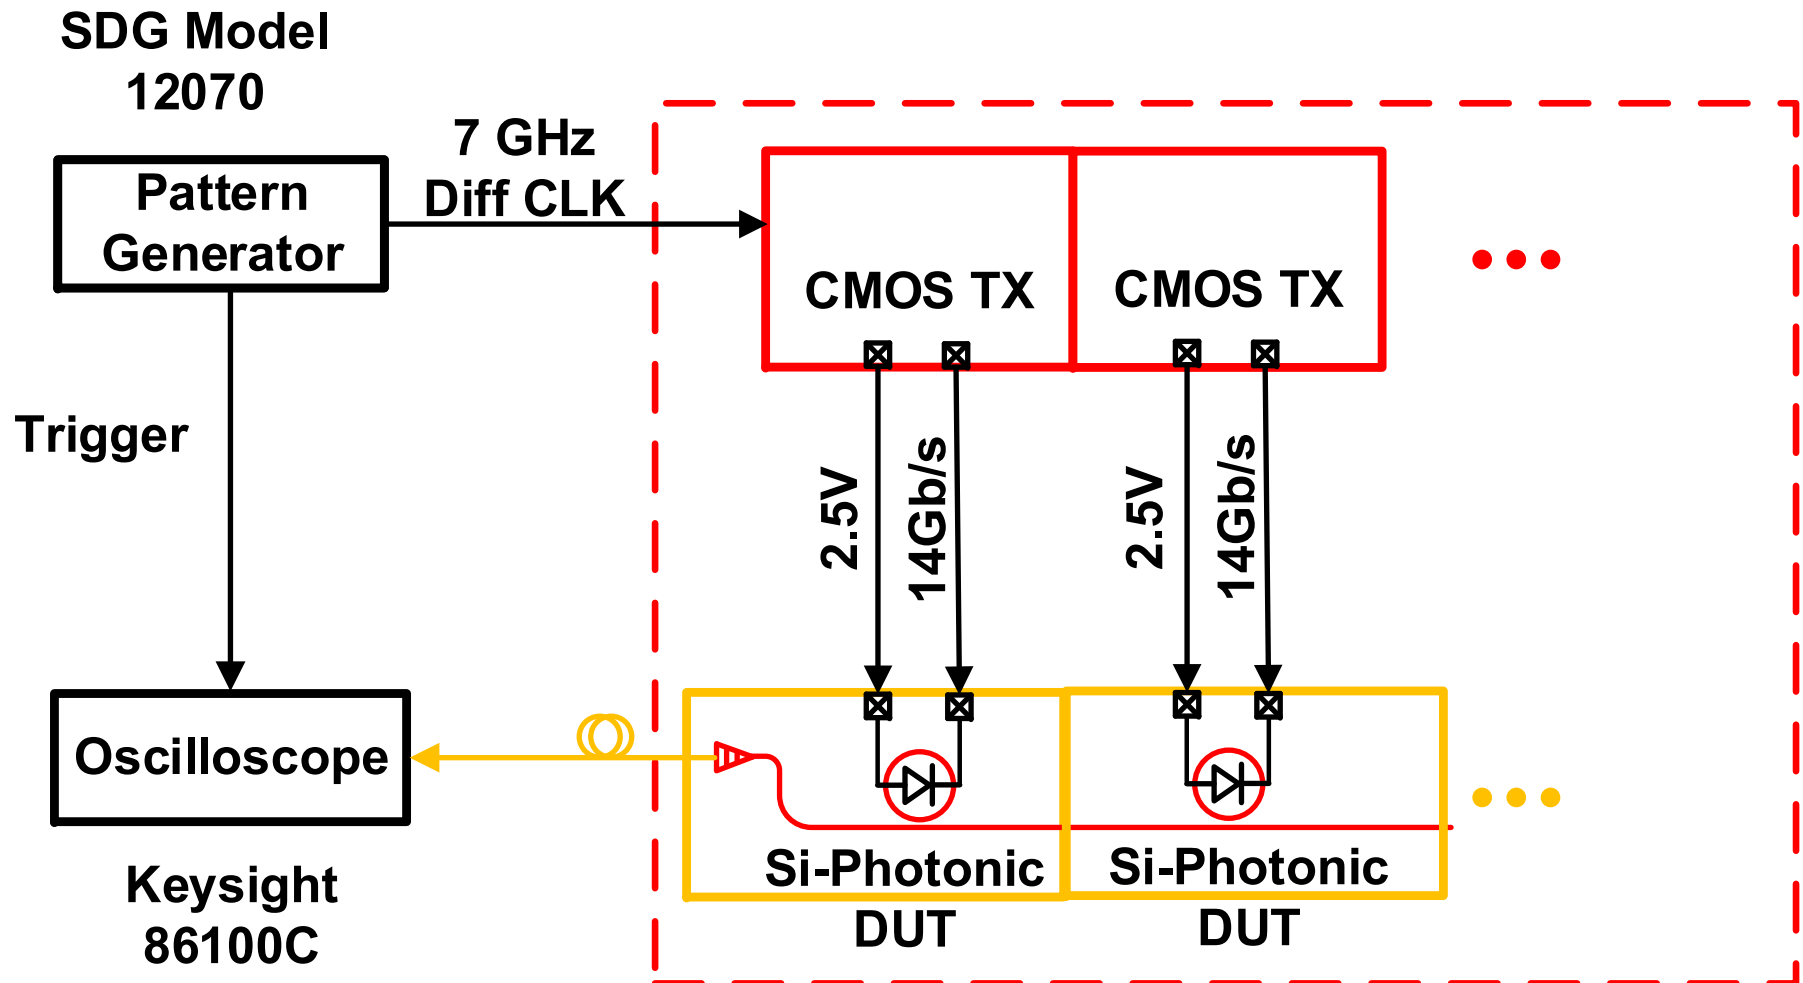 SDG Model
12070
Pattern
Generator
7 GHz
Diff CLK
CMOS TX
CMOS TX
Trigger
2.5V
14Gb/s
2.5V
14Gb/s
Oscilloscope
Keysight
86100C
Si-Photonic
DUT
Si-Photonic
DUT